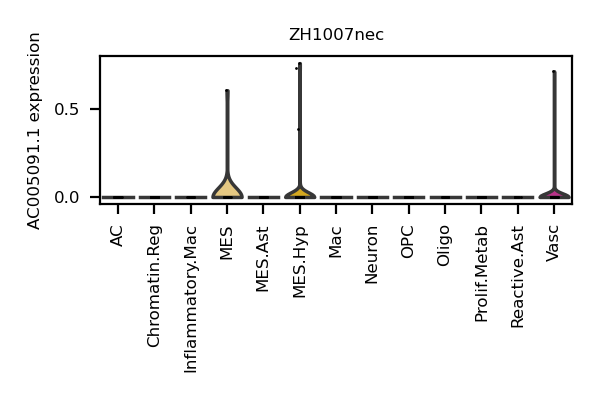 ZH1007nec
AC005091.1 expression
0.5
0.0
AC
Chromatin.Reg
Inflammatory.Mac
MES
MES.Ast
MES.Hyp
Mac
Neuron
OPC
Oligo
Prolif.Metab
Reactive.Ast
Vasc